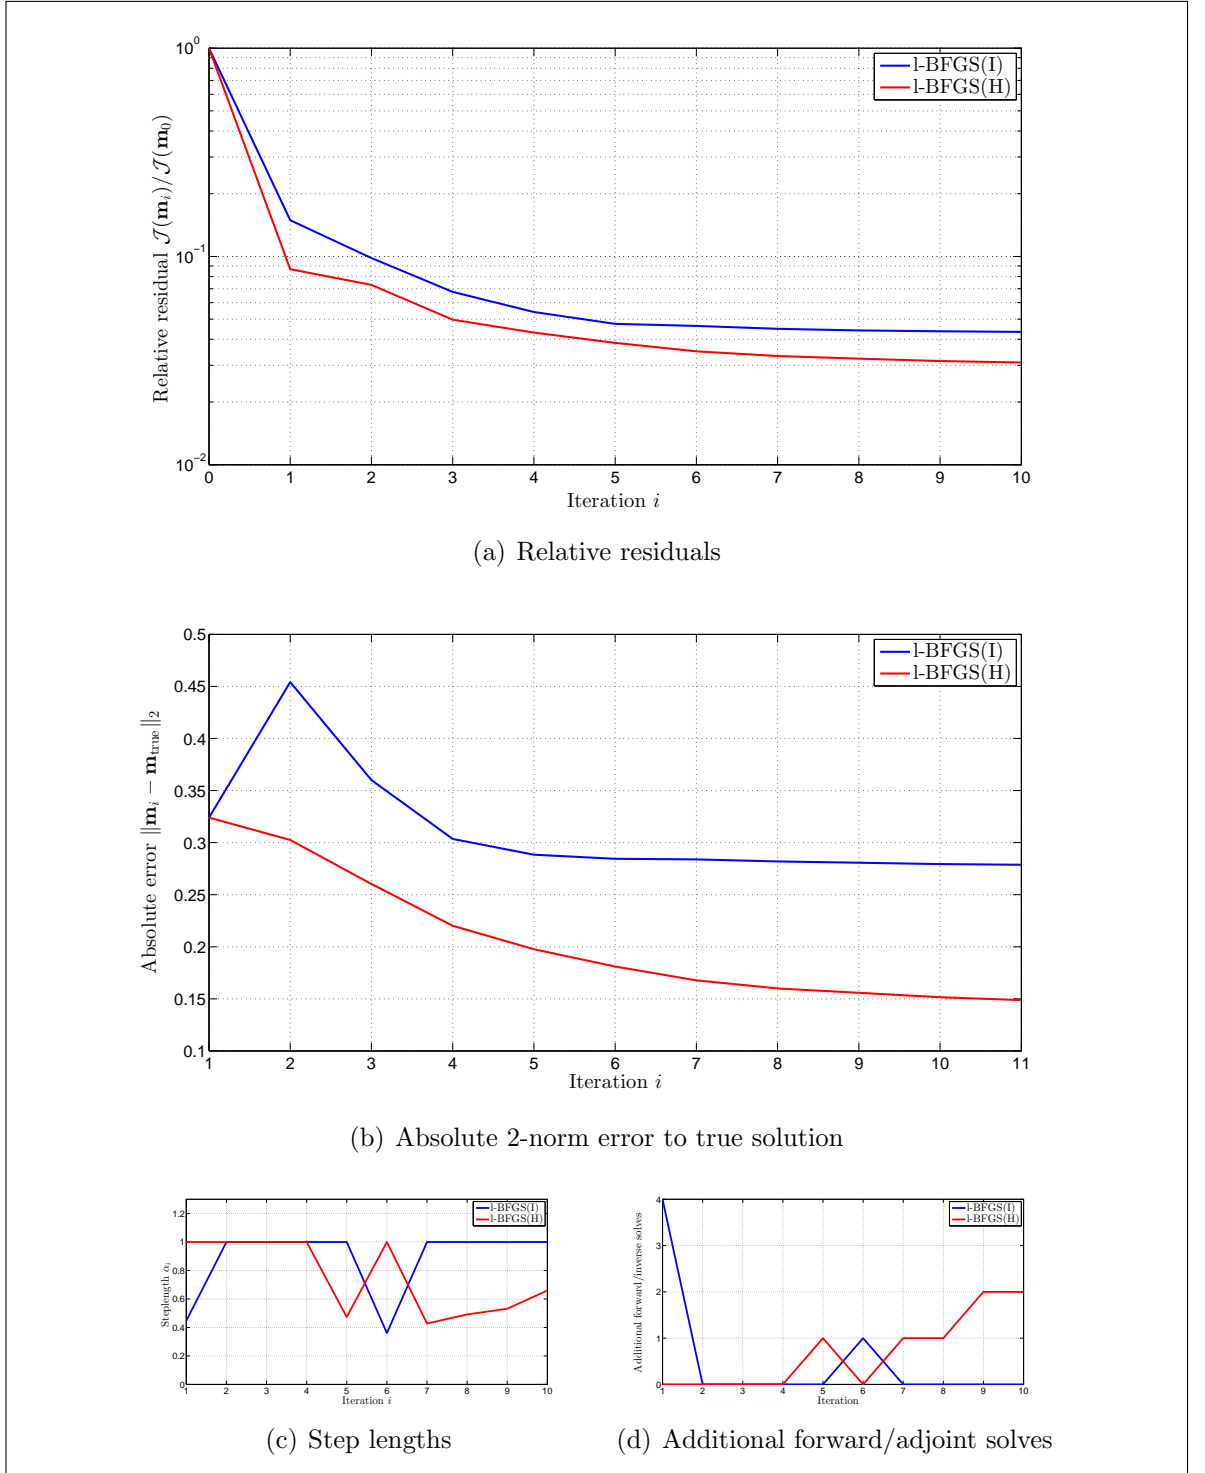 10^0
10^−1
10^−2
Relative residual 𝒥(m_i)/𝒥(m_0)
l-BFGS(I)
l-BFGS(H)
0 1 2 3 4 5 6 7 8 9 10
Iteration i
(a) Relative residuals
0.5
0.45
0.4
0.35
0.3
0.25
0.2
0.15
0.1
Absolute error ||m_i − m_true||_2
l-BFGS(I)
l-BFGS(H)
1 2 3 4 5 6 7 8 9 10 11
Iteration i
(b) Absolute 2-norm error to true solution
1.2
1
0.8
0.6
0.4
0.2
0
Steplength α_i
l-BFGS(I)
l-BFGS(H)
1 2 3 4 5 6 7 8 9 10
Iteration i
(c) Step lengths
4
3
2
1
0
Additional forward/inverse solves
l-BFGS(I)
l-BFGS(H)
1 2 3 4 5 6 7 8 9 10
Iteration
(d) Additional forward/adjoint solves